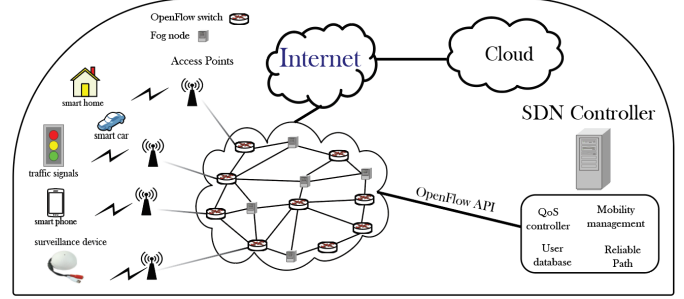 OpenFlow switch
Fog node
Access Points
Internet
Cloud
smart home
smart car
SDN Controller
traffic signals
OpenFlow API
smart phone
QoS
controller
Mobility
management
surveillance device
User
database
Reliable
Path